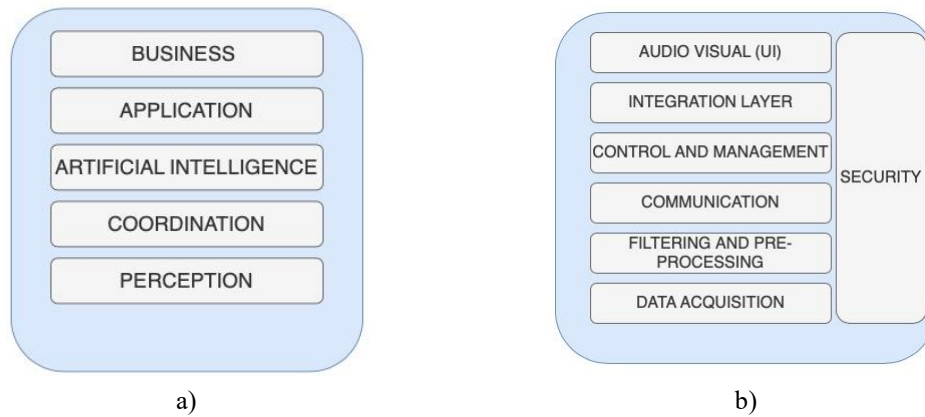 BUSINESS
APPLICATION
ARTIFICIAL INTELLIGENCE
COORDINATION
PERCEPTION
a)
AUDIO VISUAL (UI)
INTEGRATION LAYER
CONTROL AND MANAGEMENT
COMMUNICATION
FILTERING AND PRE-
PROCESSING
DATA ACQUISITION
SECURITY
b)